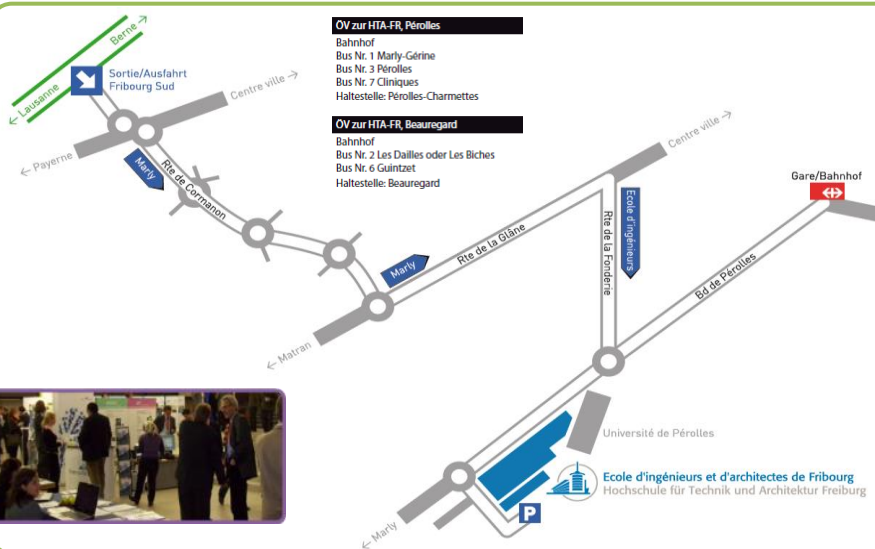 ÖV zur HTA-FR, Pérolles
Bahnhof
Bus Nr. 1 Marly-Gérine
Bus Nr. 3 Pérolles
Bus Nr. 7 Cliniques
Haltestelle: Pérolles-Charmettes
ÖV zur HTA-FR, Beauregard
Bahnhof
Bus Nr. 2 Les Dailles oder Les Biches
Bus Nr. 6 Guintzet
Haltestelle: Beauregard
Berne →
← Lausanne
Sortie/Ausfahrt
Fribourg Sud
Centre ville →
← Payerne
Marly
Rte de Cormanon
Centre ville →
Gare/Bahnhof
Ecole d'ingénieurs
Rte de la Fonderie
Rte de la Glâne
Marly
Bd de Pérolles
← Matran
Université de Pérolles
Ecole d'ingénieurs et d'architectes de Fribourg
Hochschule für Technik und Architektur Freiburg
P
← Marly